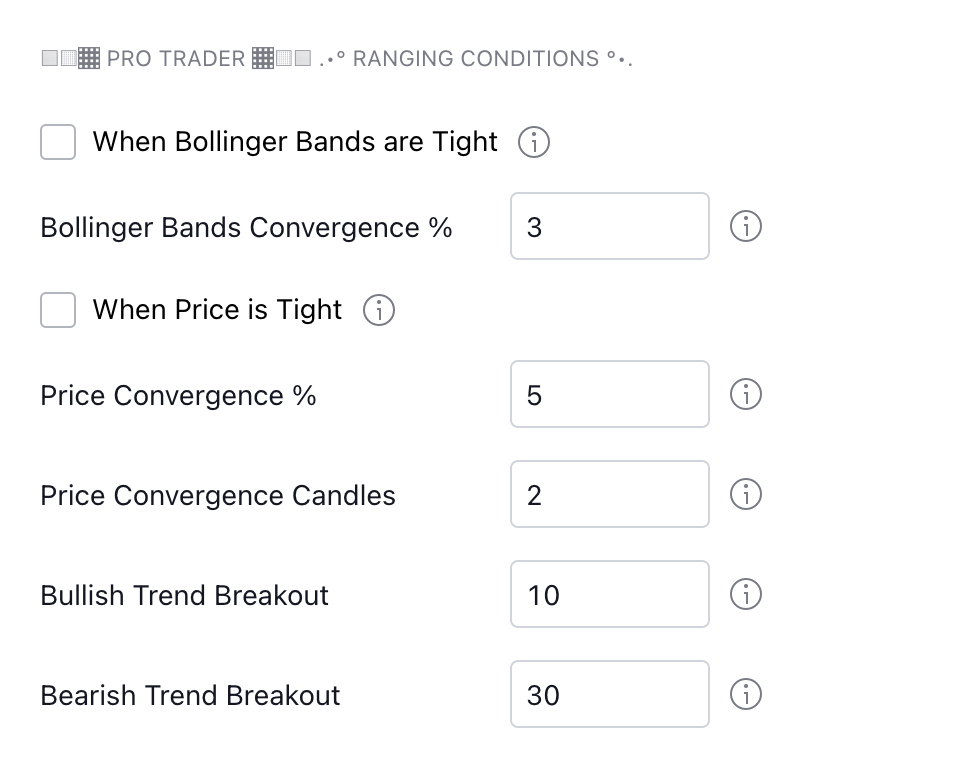 ▥▤▦ PRO TRADER ▦▤▥ .•° RANGING CONDITIONS °•.
When Bollinger Bands are Tight
Bollinger Bands Convergence % 3
When Price is Tight
Price Convergence % 5
Price Convergence Candles 2
Bullish Trend Breakout 10
Bearish Trend Breakout 30